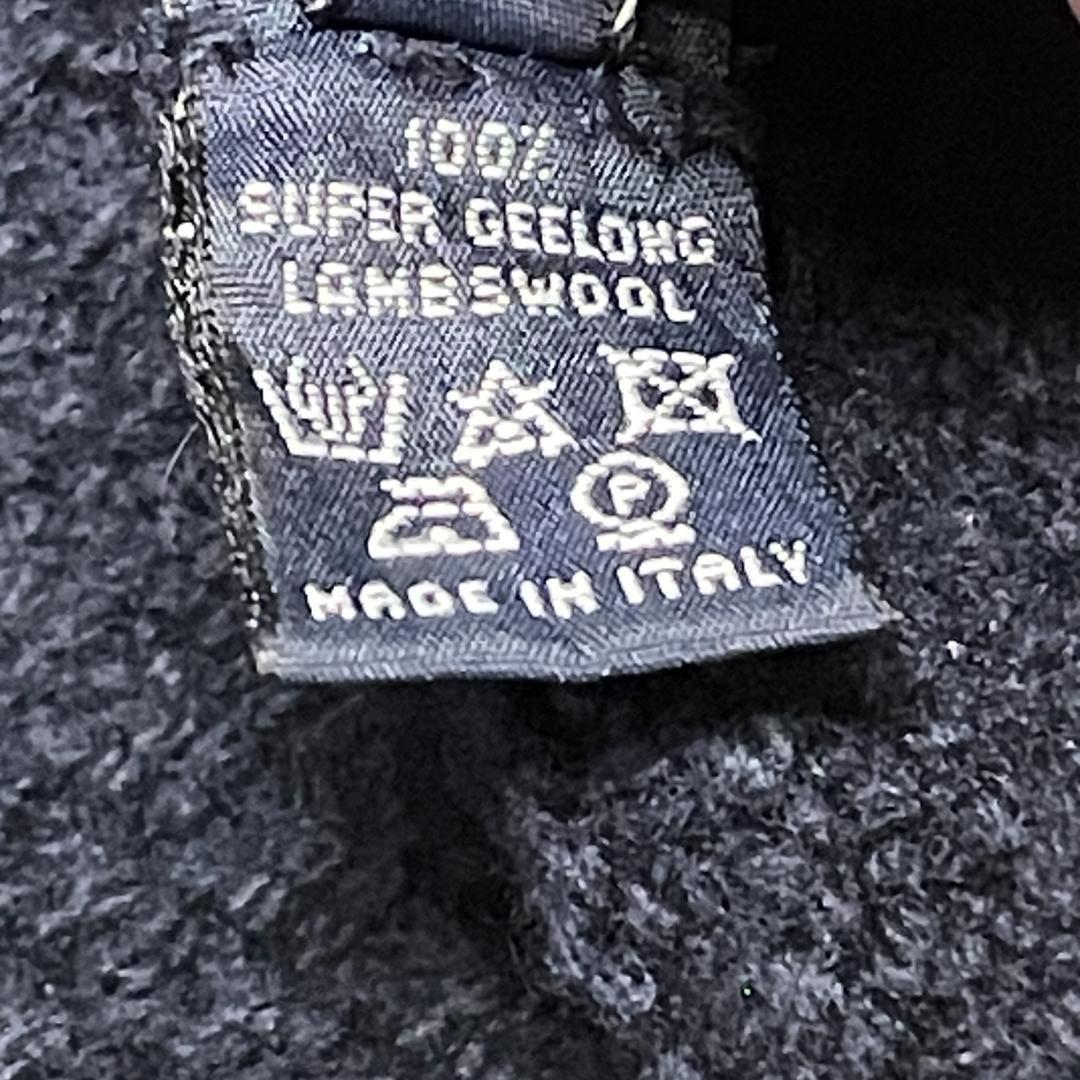 100%
SUPER GEELONG
LAMBSWOOL
P
MADE IN ITALY